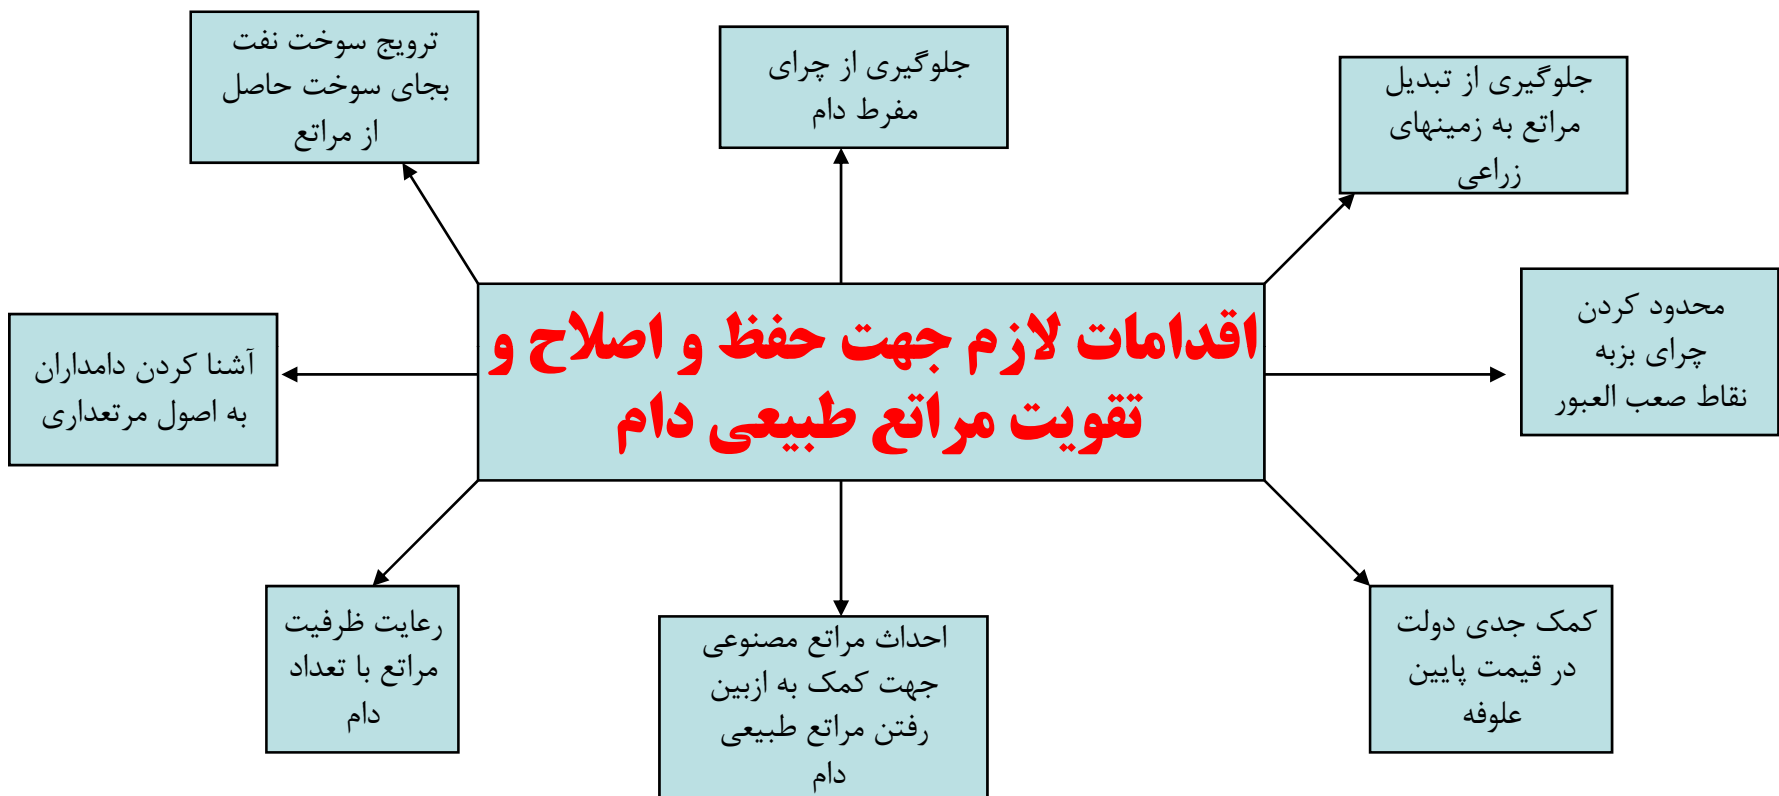 جلوگیری از تبدیل
مراتع به زمینهای
زراعی
جلوگیری از چرای
مفرط دام
ترویج سوخت نفت
بجای سوخت حاصل
از مراتع
محدود کردن
چرای بزبه
نقاط صعب العبور
اقدامات لازم جهت حفظ و اصلاح و
تقویت مراتع طبیعی دام
آشنا کردن دامداران
به اصول مرتعداری
کمک جدی دولت
در قیمت پایین
علوفه
احداث مراتع مصنوعی
جهت کمک به ازبین
رفتن مراتع طبیعی
دام
رعایت ظرفیت
مراتع با تعداد
دام